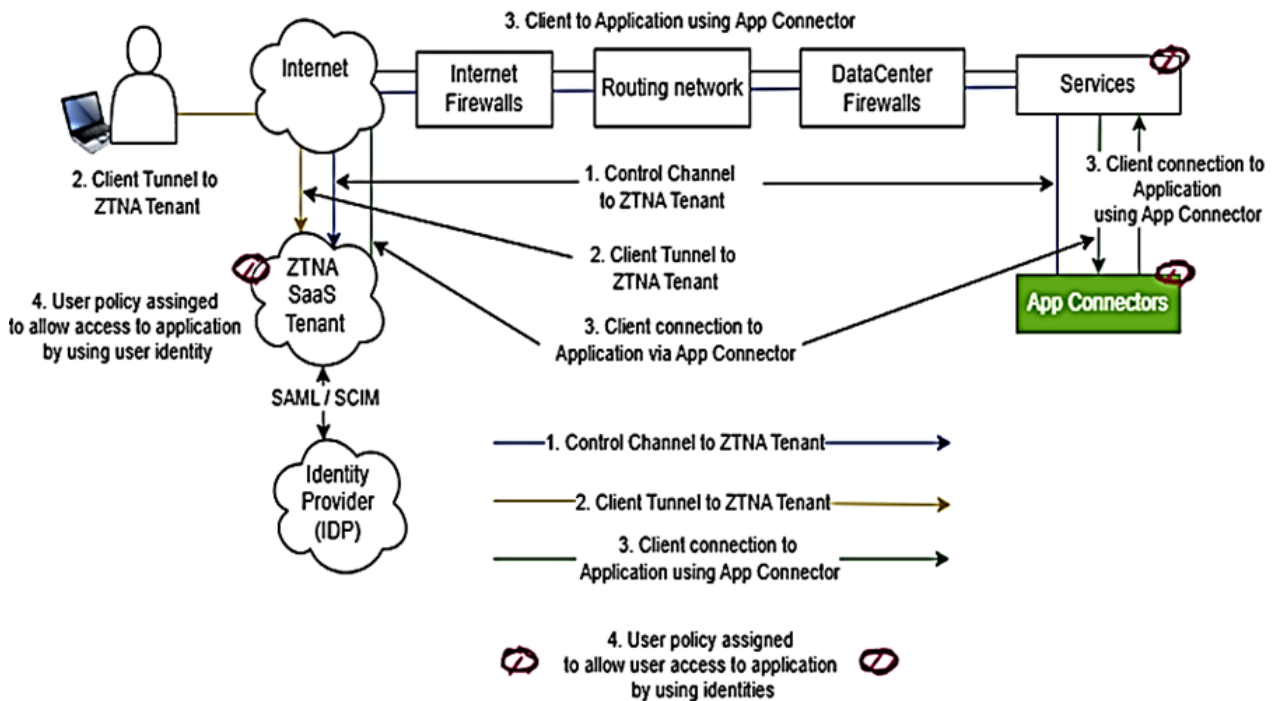 3. Client to Application using App Connector
Internet
Internet
Firewalls
Routing network
DataCenter
Firewalls
Services
2. Client Tunnel to
ZTNA Tenant
1. Control Channel
to ZTNA Tenant
3. Client connection to
Application
using App Connector
2. Client Tunnel to
ZTNA Tenant
ZTNA
SaaS
Tenant
4. User policy assinged
to allow access to application
by using user identity
App Connectors
3. Client connection to
Application via App Connector
SAML / SCIM
Identity
Provider
(IDP)
1. Control Channel to ZTNA Tenant
2. Client Tunnel to ZTNA Tenant
3. Client connection to
Application using App Connector
4. User policy assigned
to allow user access to application
by using identities